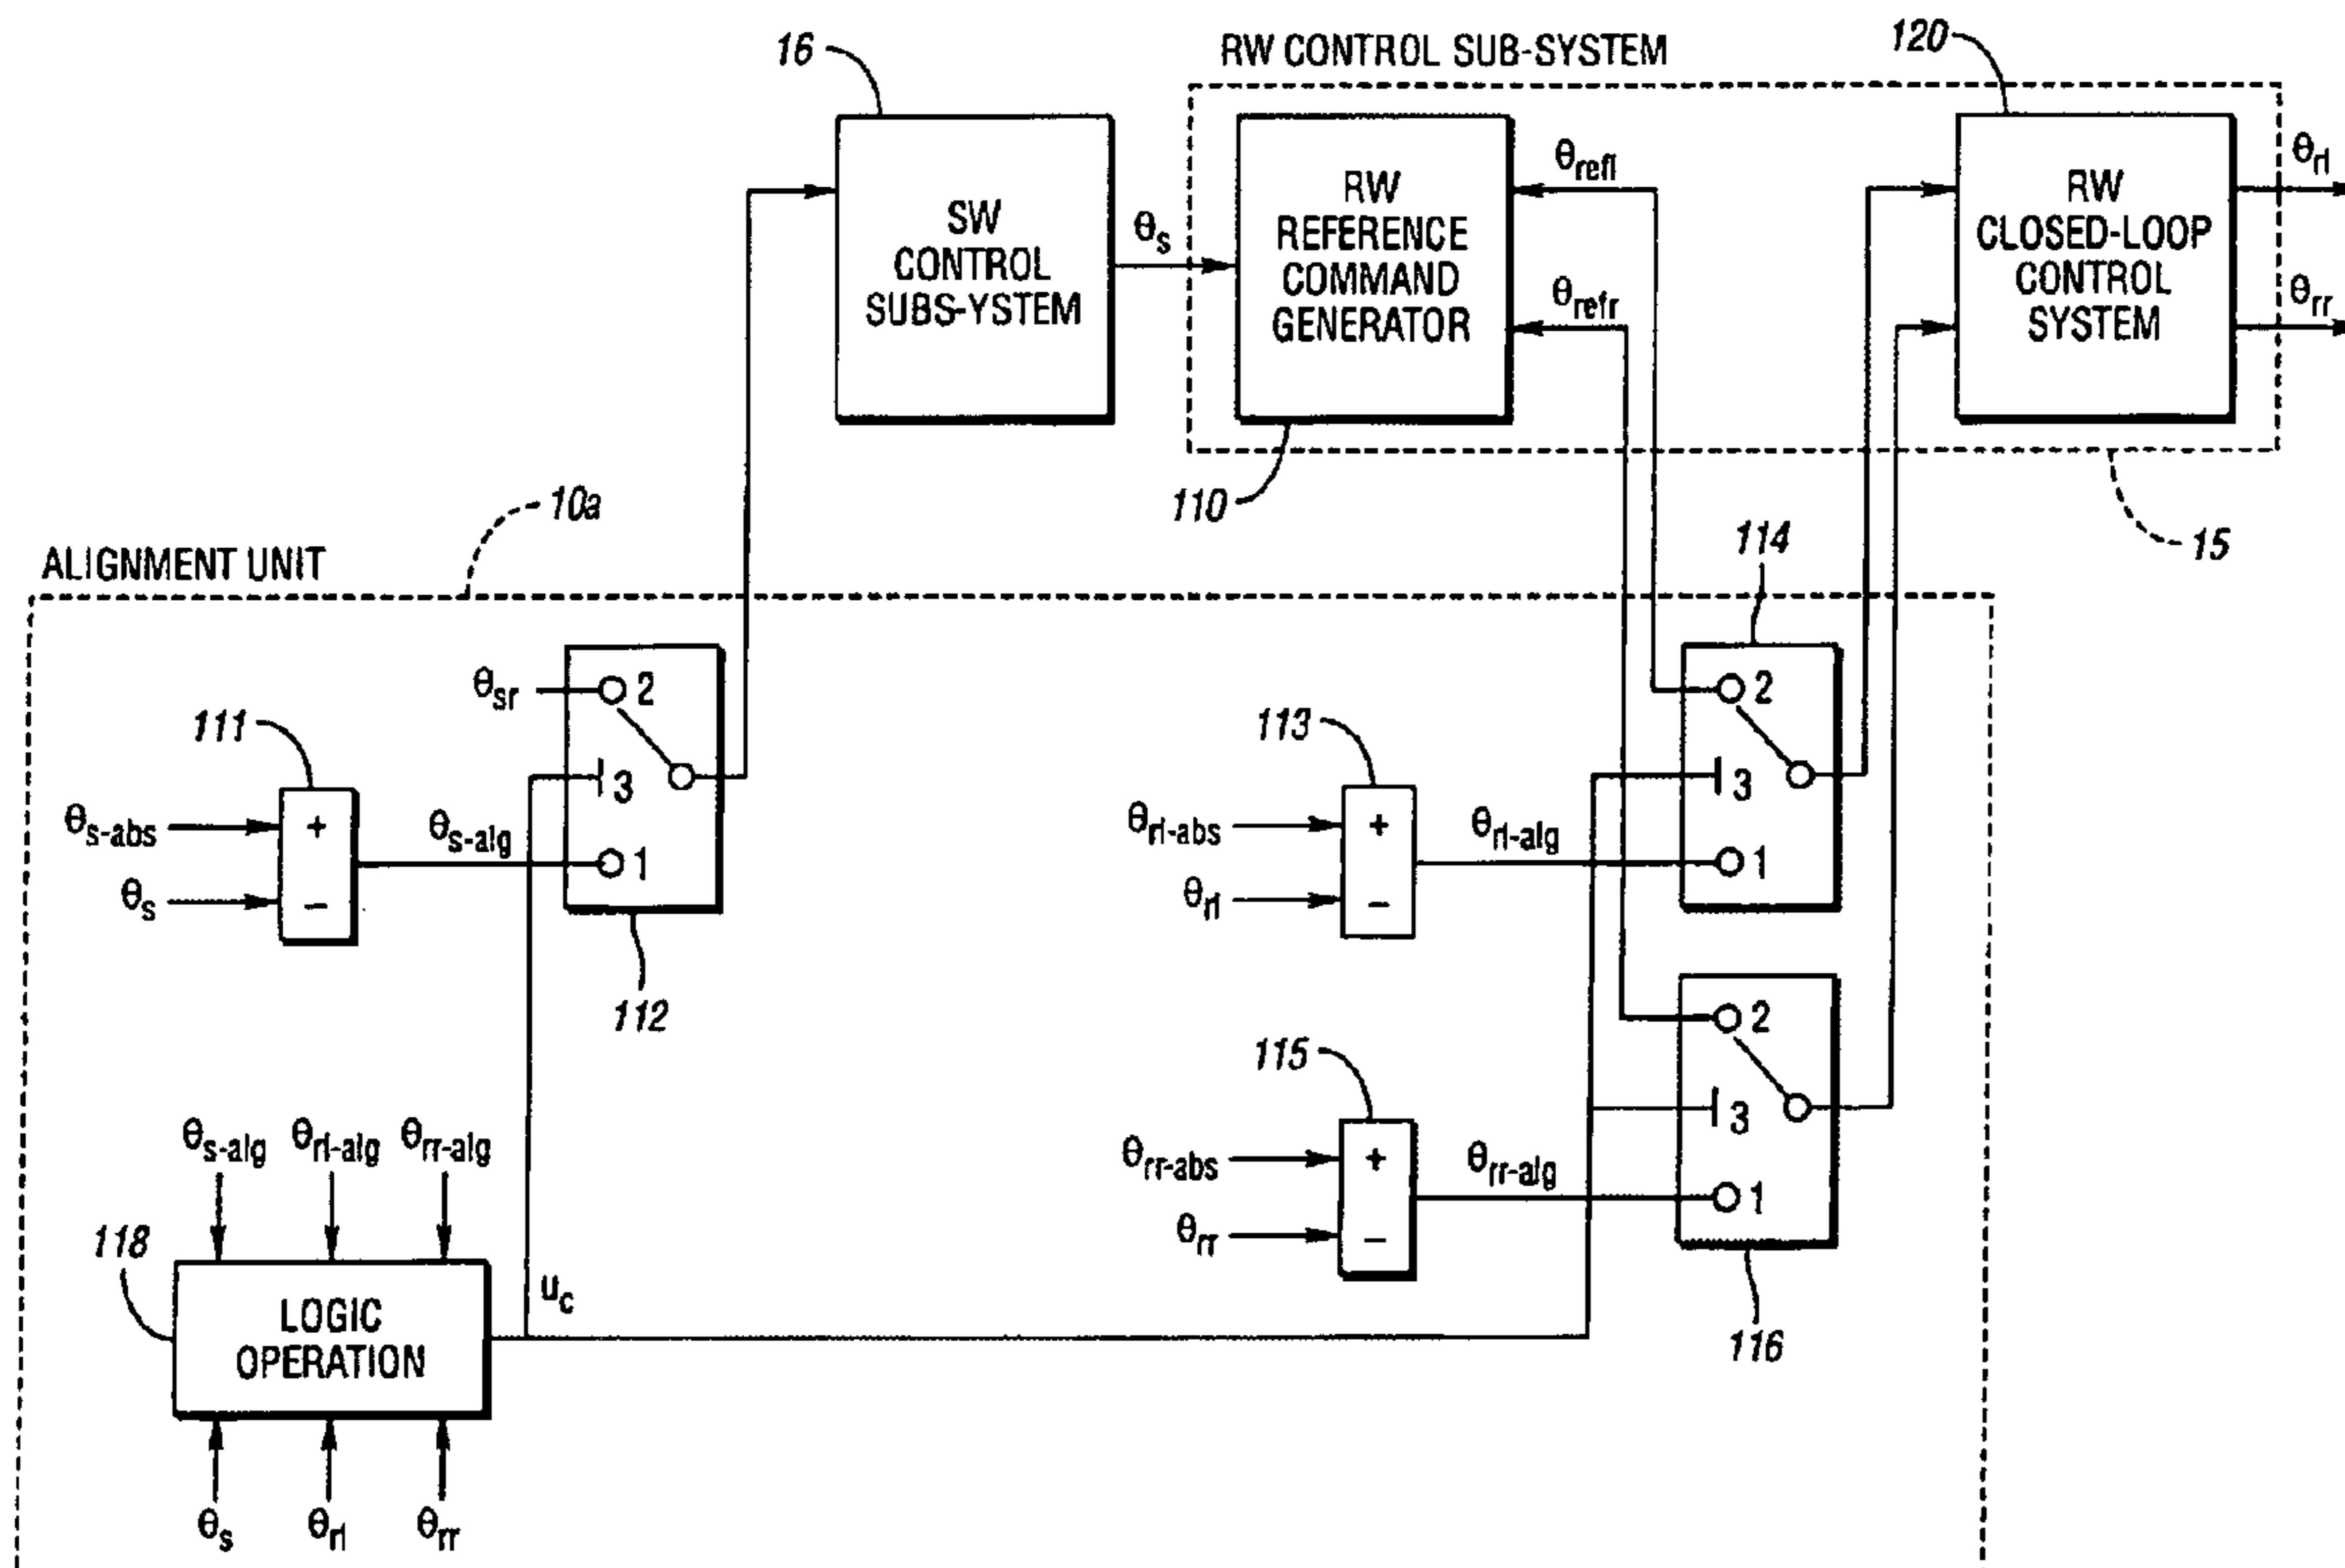 16
RW CONTROL SUB-SYSTEM
120
SW
CONTROL
SUBS-YSTEM
θs
RW
REFERENCE
COMMAND
GENERATOR
θrefl
θrefr
RW
CLOSED-LOOP
CONTROL
SYSTEM
θrl
θrr
110
15
10a
ALIGNMENT UNIT
114
θsr
2
3
1
112
111
θs-abs
+
θs
−
θs-alg
113
θrl-abs
+
θrl
−
θrl-alg
2
3
1
115
θrr-abs
+
θrr
−
θrr-alg
2
3
1
116
θs-alg
θrl-alg
θrr-alg
118
LOGIC
OPERATION
uc
θs
θrl
θrr